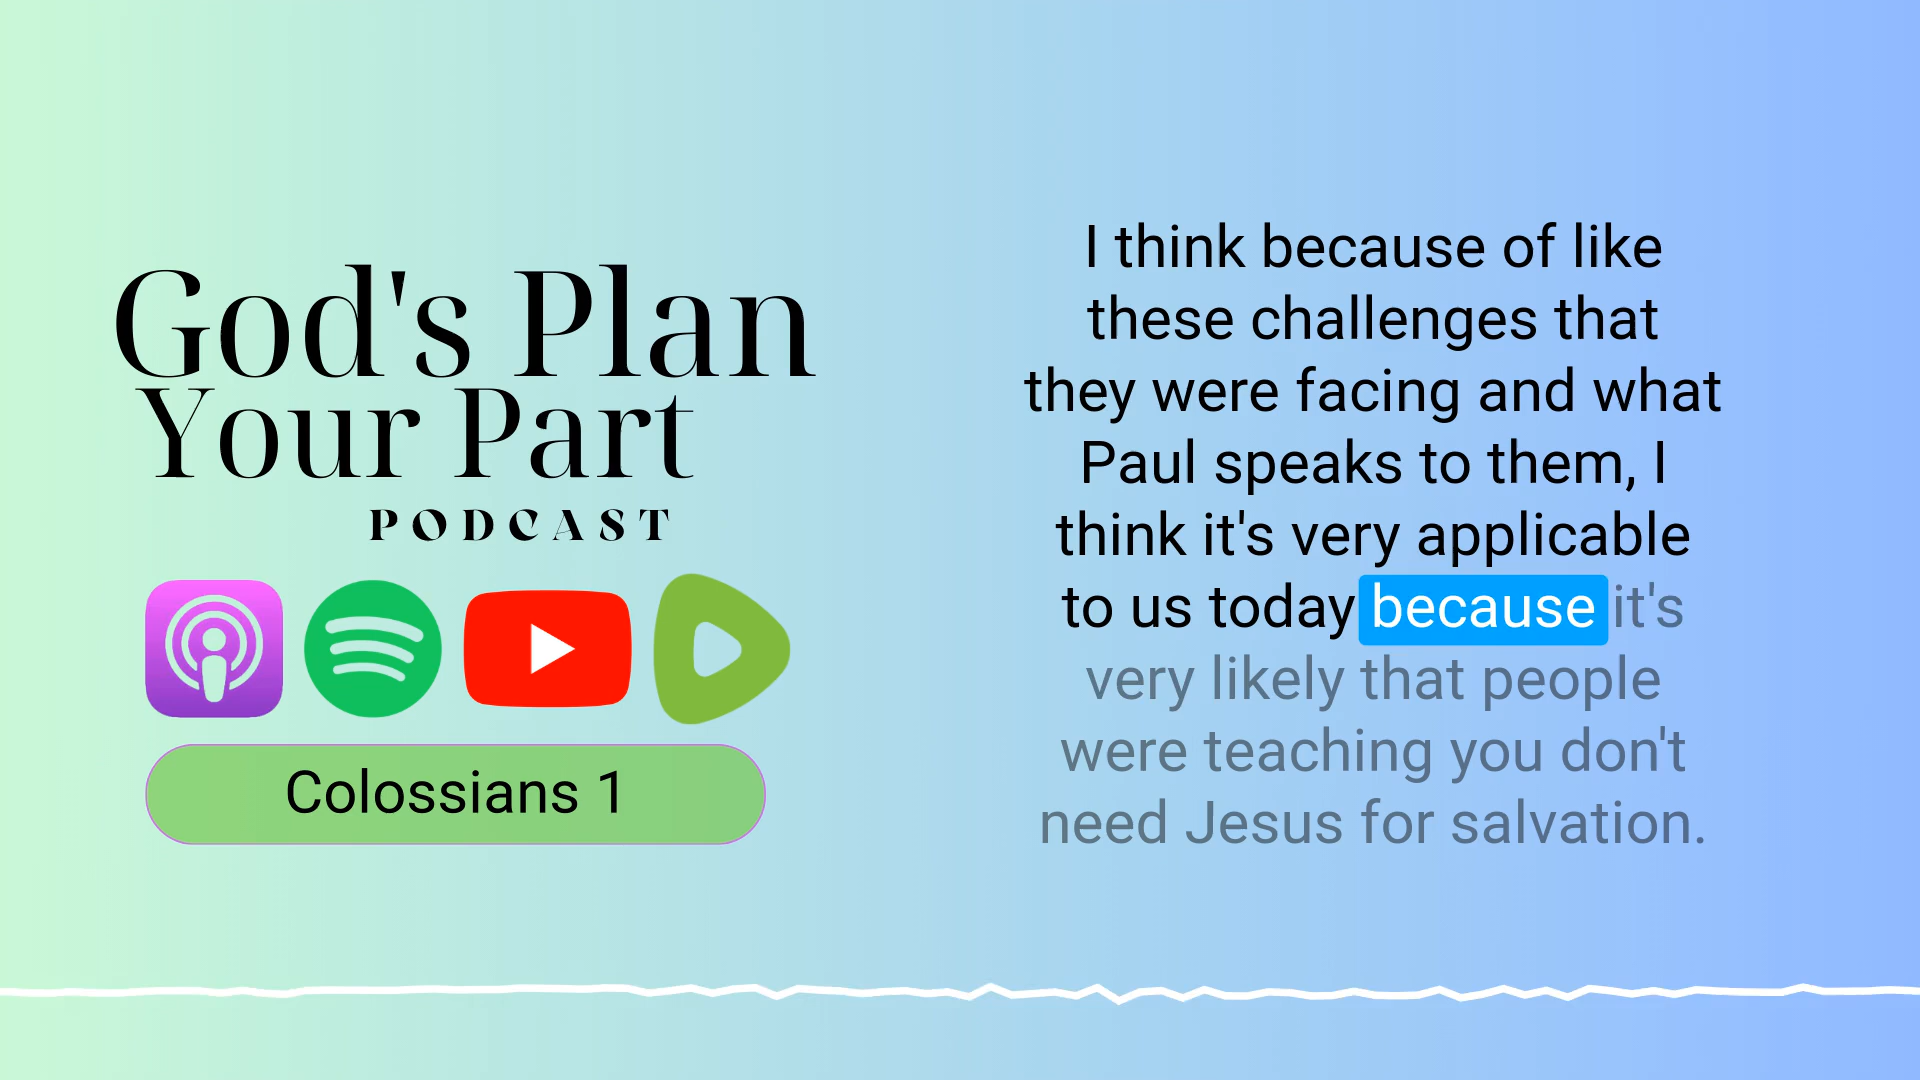 God's Plan
Your Part
PODCAST
Colossians 1
I think because of like
these challenges that
they were facing and what
Paul speaks to them, I
think it's very applicable
to us today because it's
very likely that people
were teaching you don't
need Jesus for salvation.